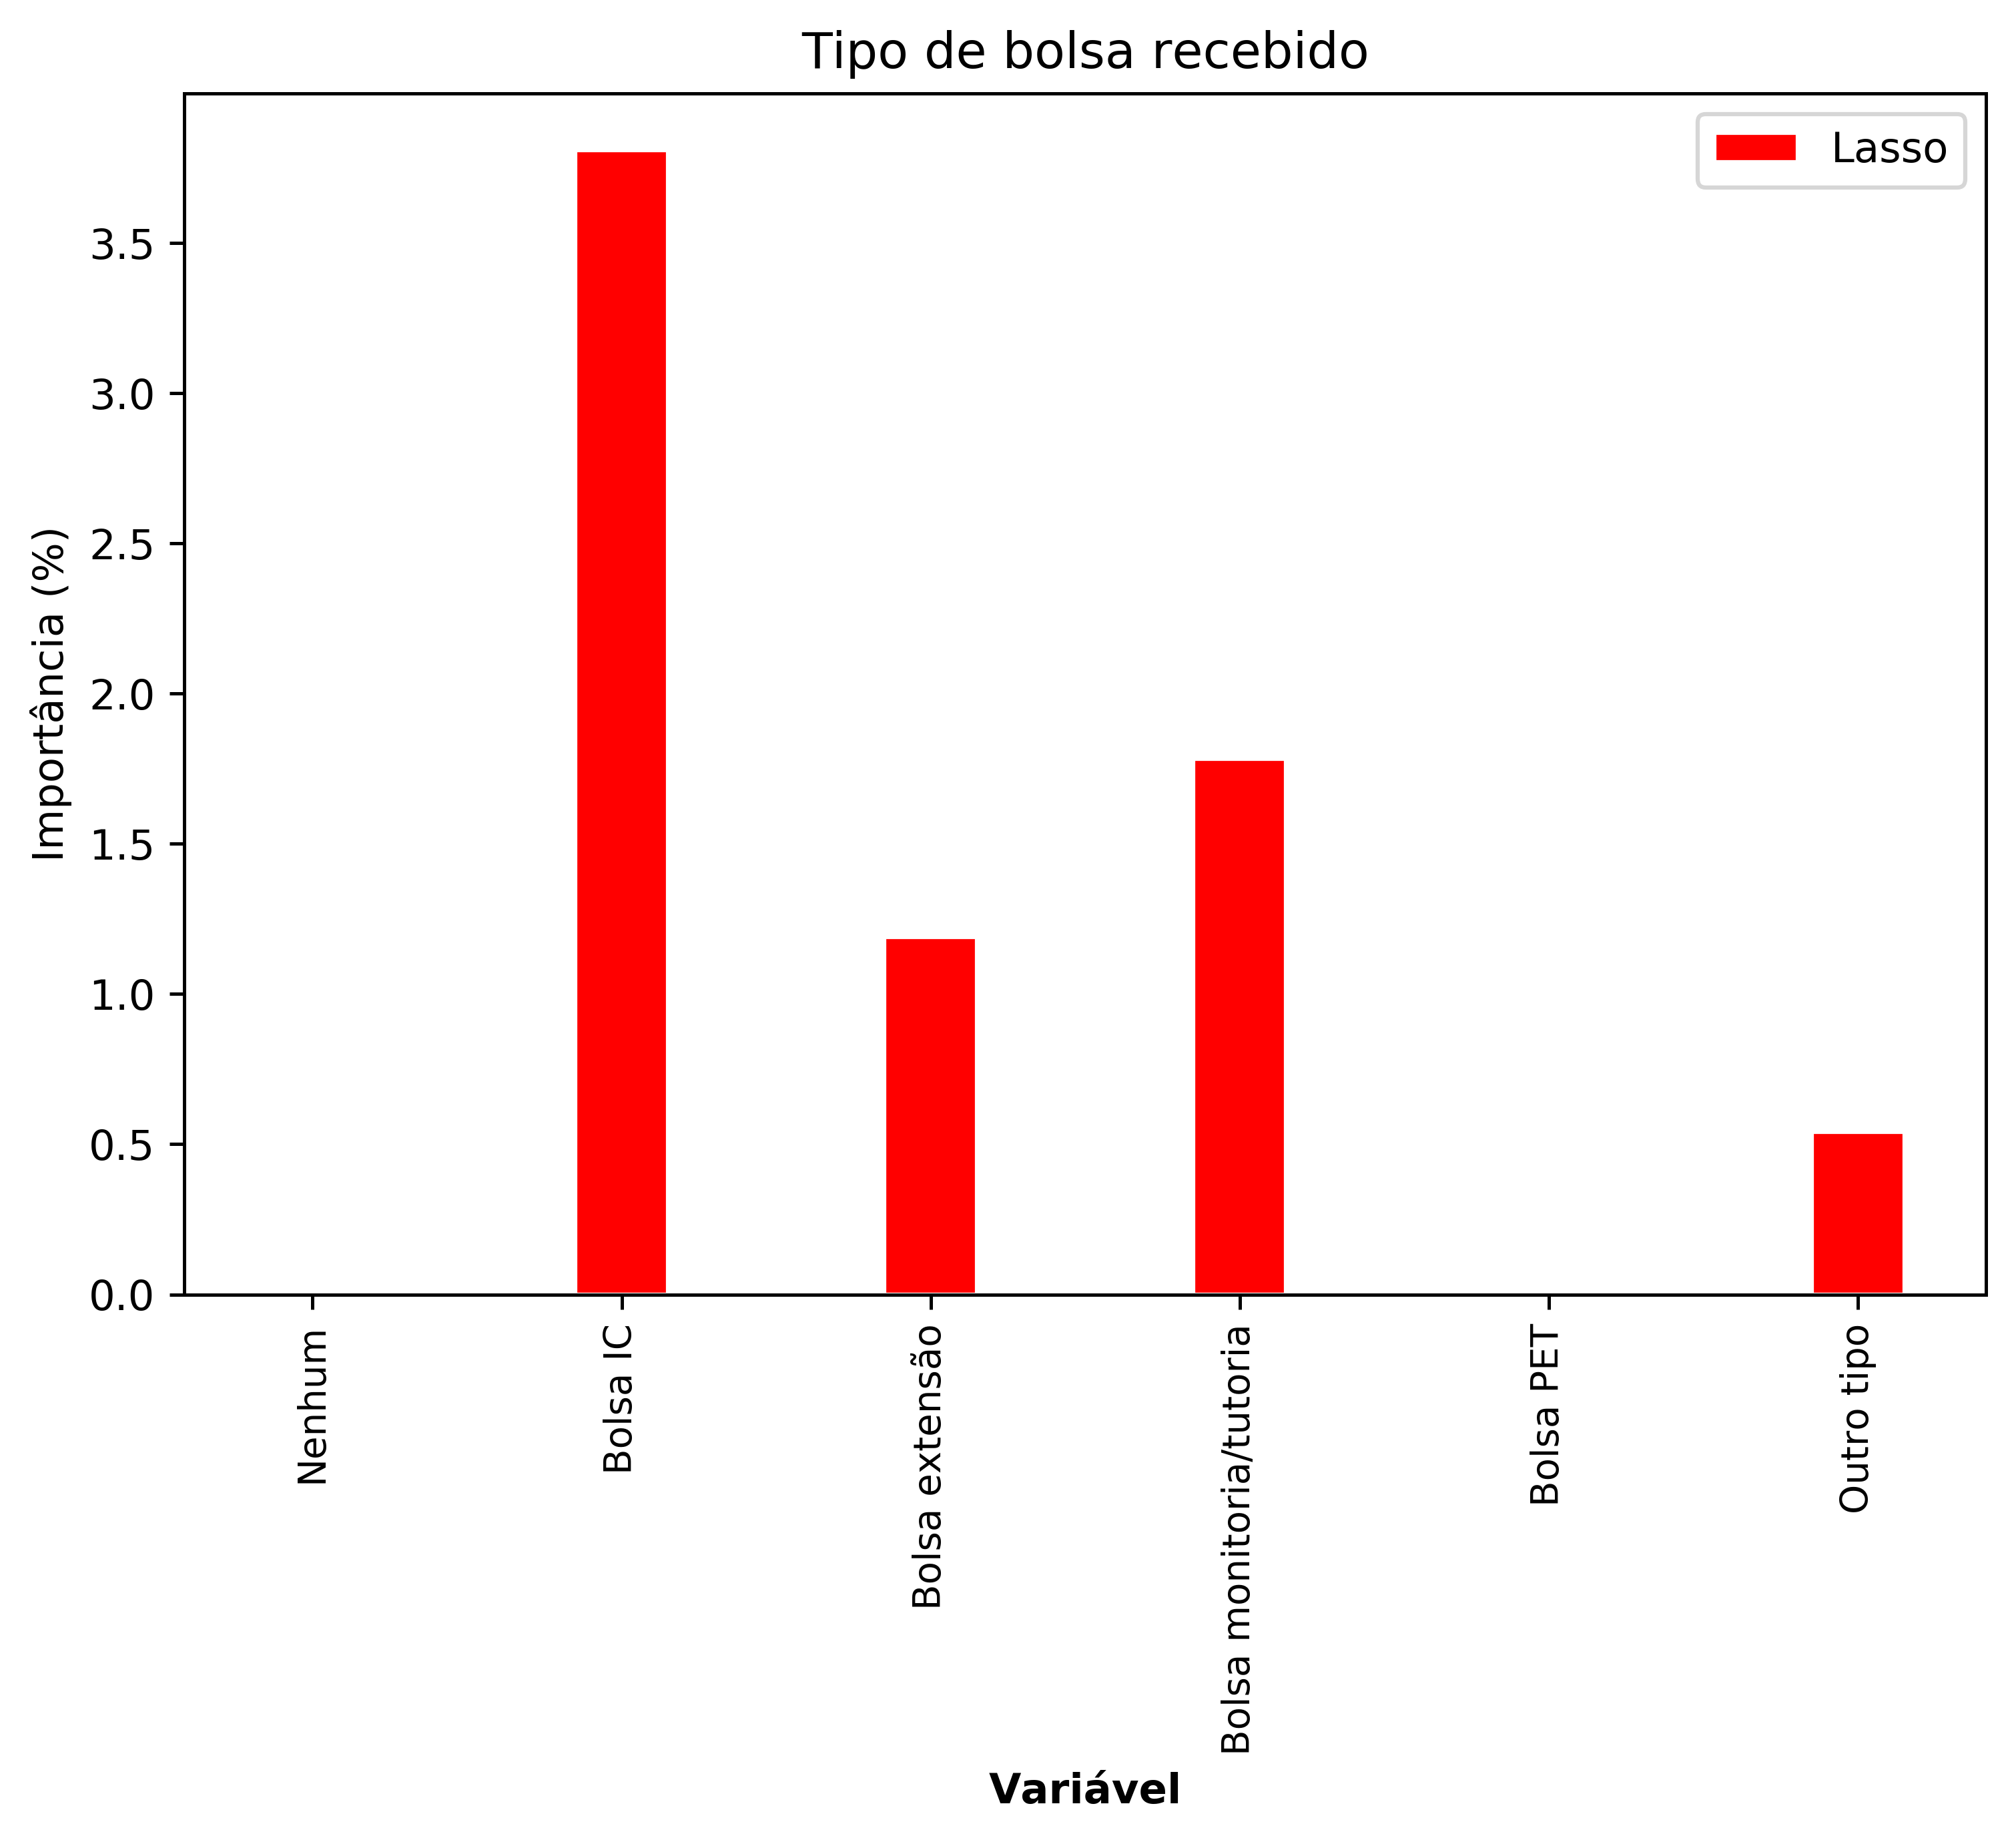 Tipo de bolsa recebido
Lasso
Importância (%)
3.5
3.0
2.5
2.0
1.5
1.0
0.5
0.0
Nenhum
Bolsa IC
Bolsa extensão
Bolsa monitoria/tutoria
Bolsa PET
Outro tipo
Variável